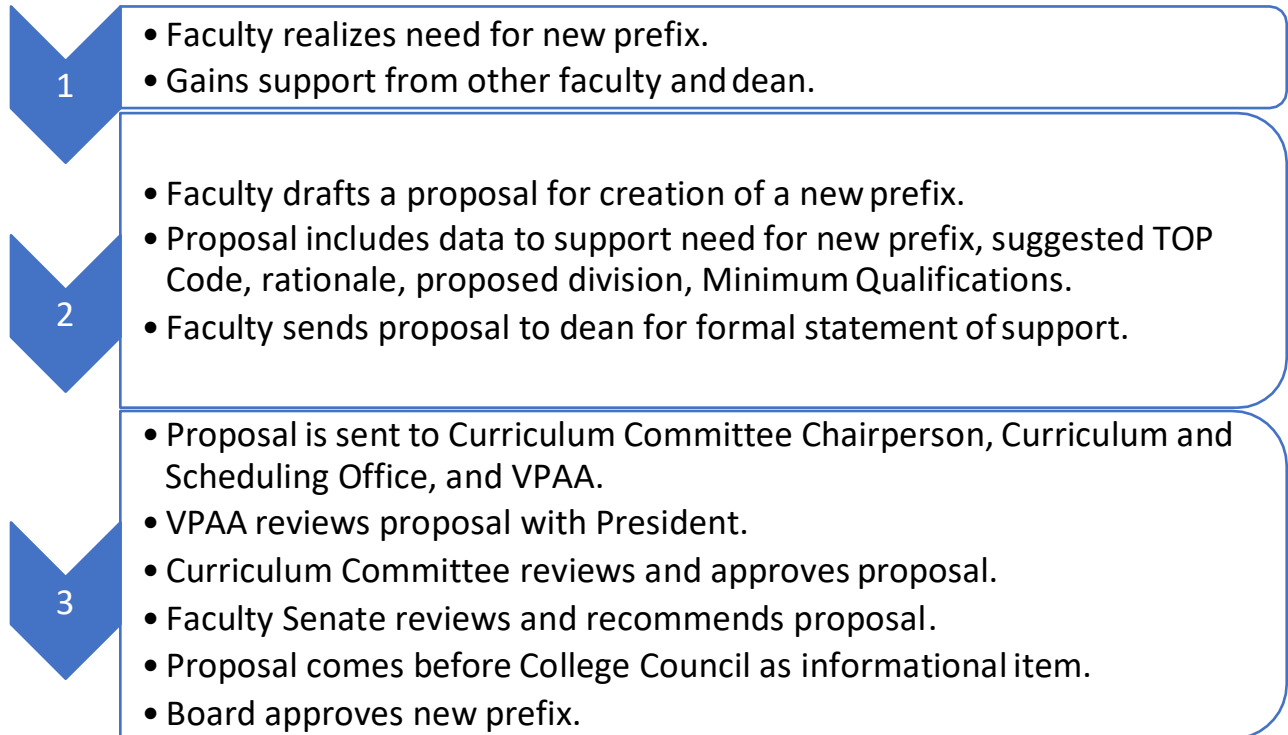 1
• Faculty realizes need for new prefix.
• Gains support from other faculty and dean.
2
• Faculty drafts a proposal for creation of a new prefix.
• Proposal includes data to support need for new prefix, suggested TOP
Code, rationale, proposed division, Minimum Qualifications.
• Faculty sends proposal to dean for formal statement of support.
3
• Proposal is sent to Curriculum Committee Chairperson, Curriculum and
Scheduling Office, and VPAA.
• VPAA reviews proposal with President.
• Curriculum Committee reviews and approves proposal.
• Faculty Senate reviews and recommends proposal.
• Proposal comes before College Council as informational item.
• Board approves new prefix.